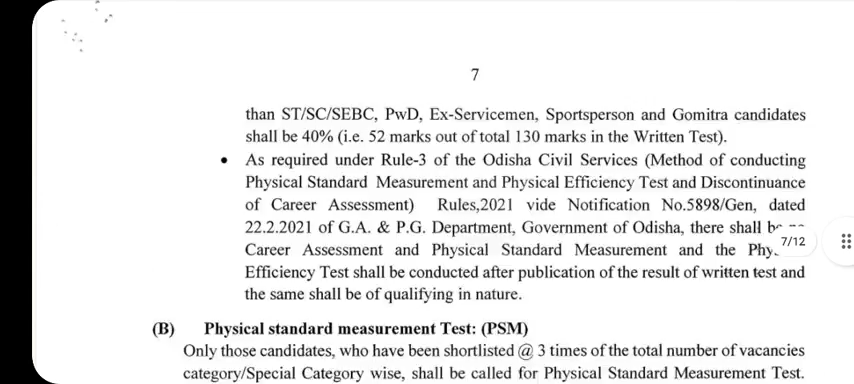 7
than ST/SC/SEBC, PwD, Ex-Servicemen, Sportsperson and Gomitra candidates
shall be 40% (i.e. 52 marks out of total 130 marks in the Written Test).
• As required under Rule-3 of the Odisha Civil Services (Method of conducting
Physical Standard Measurement and Physical Efficiency Test and Discontinuance
of Career Assessment) Rules,2021 vide Notification No.5898/Gen, dated
22.2.2021 of G.A. & P.G. Department, Government of Odisha, there shall
7/12
Career Assessment and Physical Standard Measurement and the
Efficiency Test shall be conducted after publication of the result of written test and
the same shall be of qualifying in nature.
(B) Physical standard measurement Test: (PSM)
Only those candidates, who have been shortlisted @ 3 times of the total number of vacancies
category/Special Category wise, shall be called for Physical Standard Measurement Test.